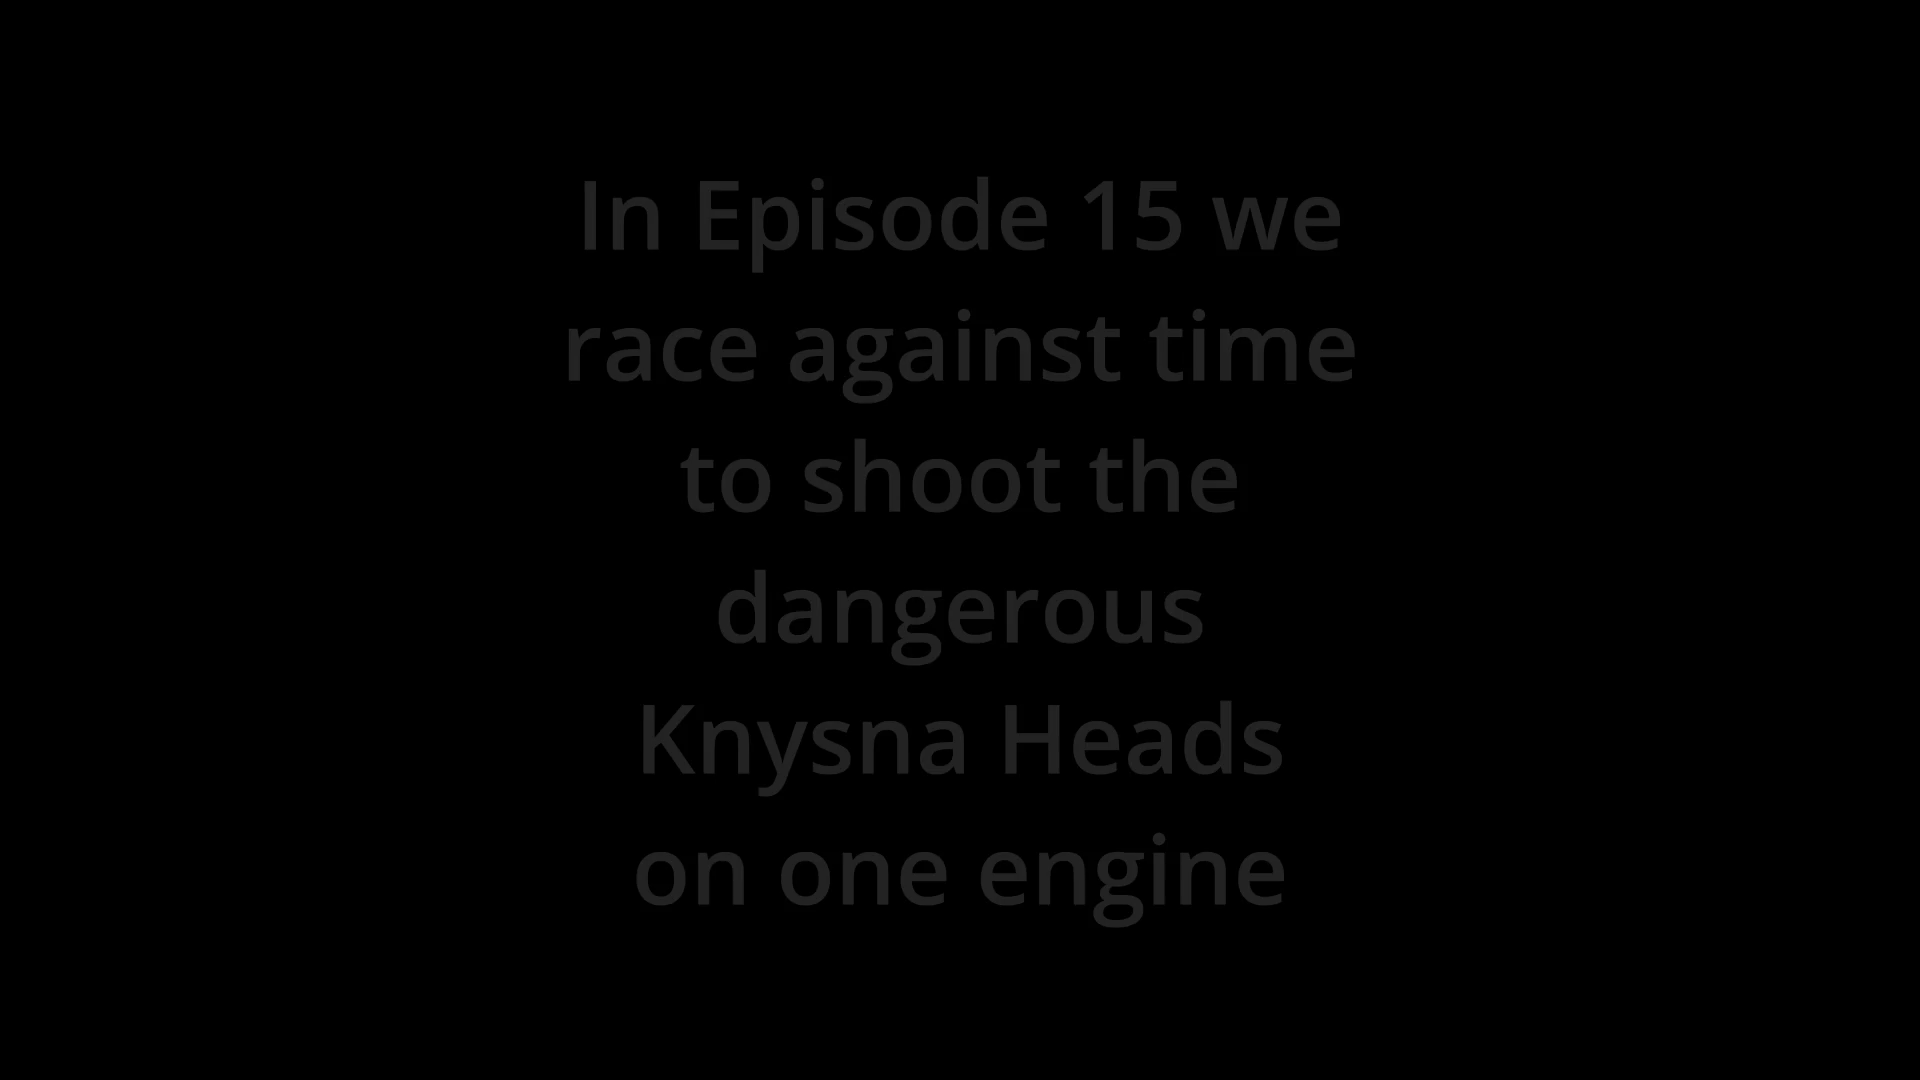 In Episode 15 we
race against time
to shoot the
dangerous
Knysna Heads
on one engine